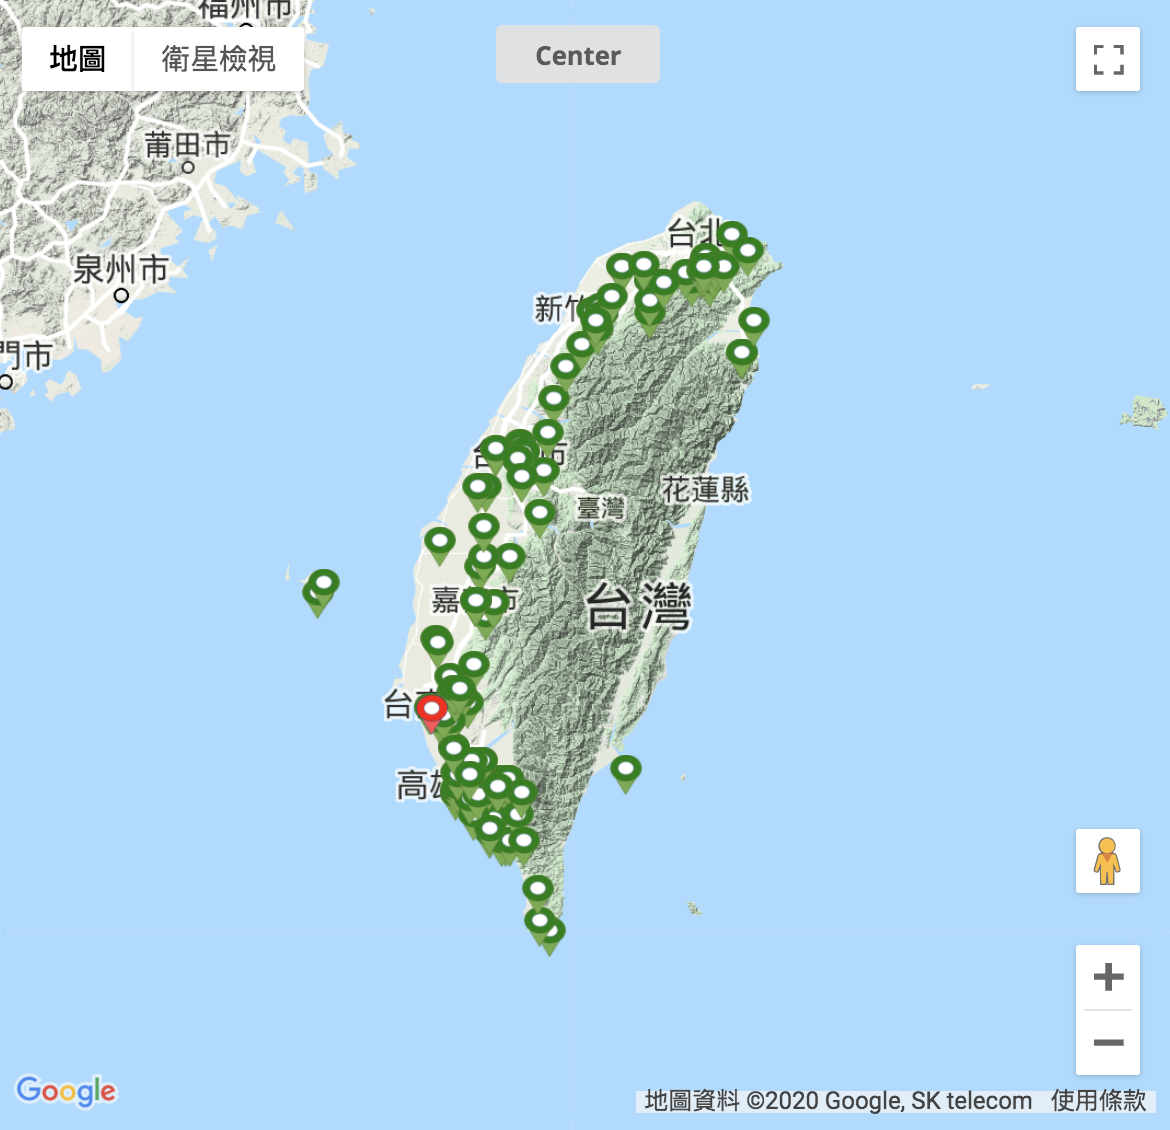 福州市
地圖
衛星檢視
Center
莆田市
台北
泉州市
新竹
門市
花蓮縣
臺灣
嘉
市
台灣
台南
高雄
Google
地圖資料 ©2020 Google, SK telecom
使用條款